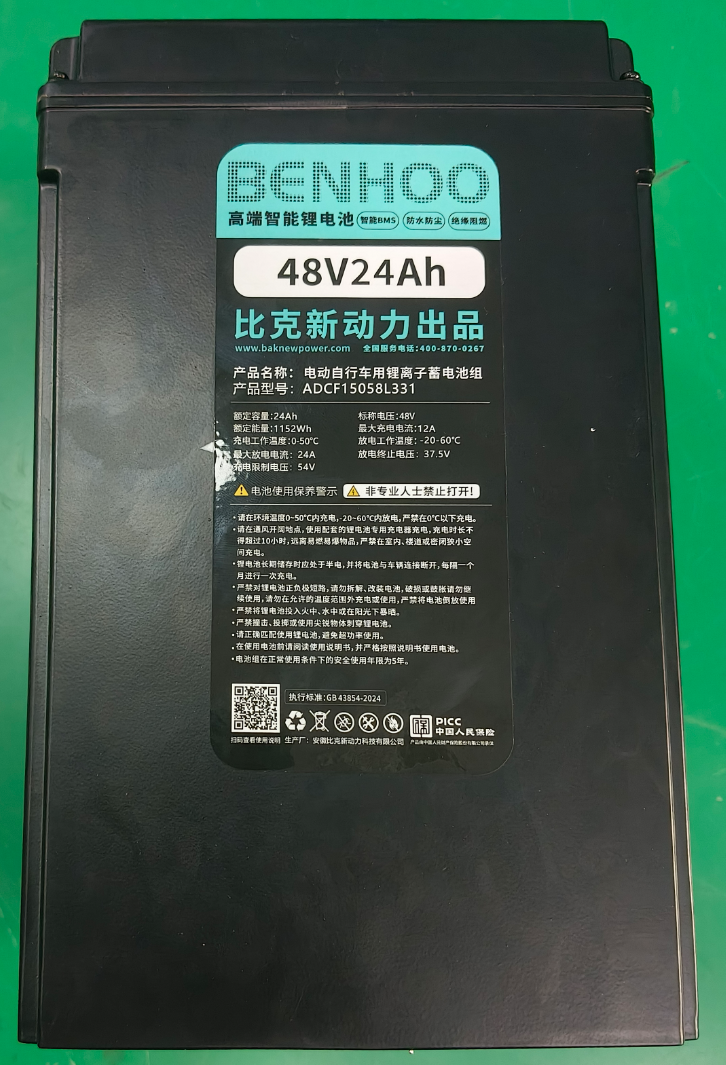 BENHOO
高端智能锂电池 智能BMS 防水防尘 绝缘阻燃
48V24Ah
比克新动力出品
www.baknewpower.com 全国服务电话:400-870-0267
产品名称: 电动自行车用锂离子蓄电池组
产品型号: ADCF15058L331
额定容量:24Ah 标称电压:48V
额定能量:1152Wh 最大充电电流:12A
充电工作温度:0-50℃ 放电工作温度: -20-60℃
最大放电电流: 24A 放电终止电压: 37.5V
充电限制电压: 54V
电池使用保养警示 非专业人士禁止打开!
·请在环境温度0~50℃内充电,-20~60℃内放电,严禁在0℃以下充电。
·请在通风开阔地点,使用配套的锂电池专用充电器充电,充电时长不
得超过10小时,远离易燃易爆物品,严禁在室内、楼道或密闭狭小空
间充电。
·锂电池长期储存时应处于半电,并将电池与车辆连接断开,每隔一个
月进行一次充电。
·严禁对锂电池正负极短路,请勿拆解、改装电池,破损或鼓胀请勿继
续使用,请勿在允许的温度范围外充电或使用,严禁将电池倒放使用
·严禁将锂电池投入火中、水中或在阳光下暴晒。
·严禁撞击、投掷或使用尖锐物体刺穿锂电池。
·请正确匹配使用锂电池,避免超功率使用。
·在使用电池前请阅读使用说明书,并严格按照说明书使用电池。
·电池组在正常使用条件下的安全使用年限为5年。
执行标准:GB 43854-2024
PICC
中国人民保险
扫码查看使用说明 生产厂: 安徽比克新动力科技有限公司 产品由中国人民财产保险股份有限公司承保